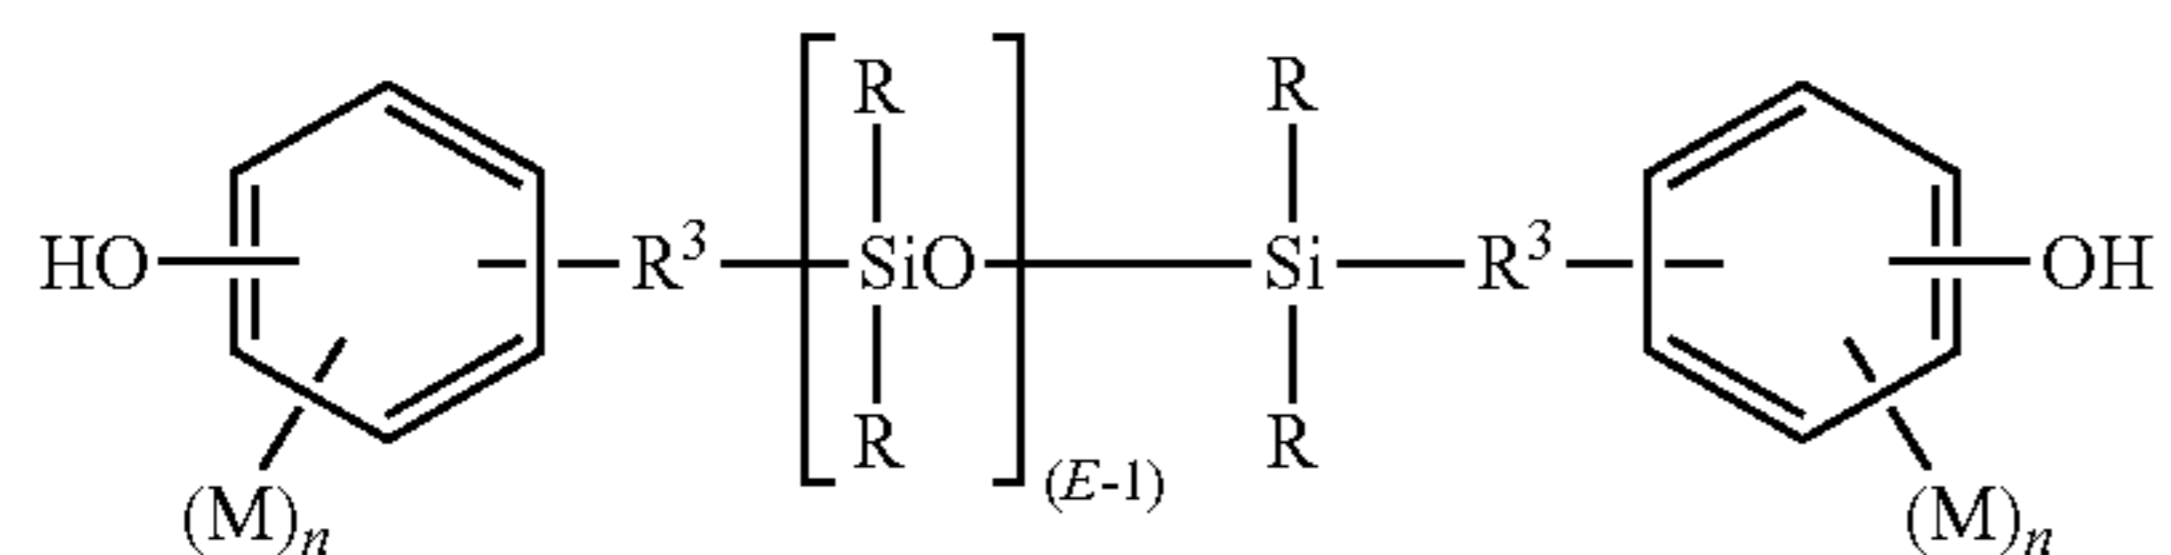 R R
HO R³ SiO Si R³ OH
R R
(E-1)
(M)n (M)n